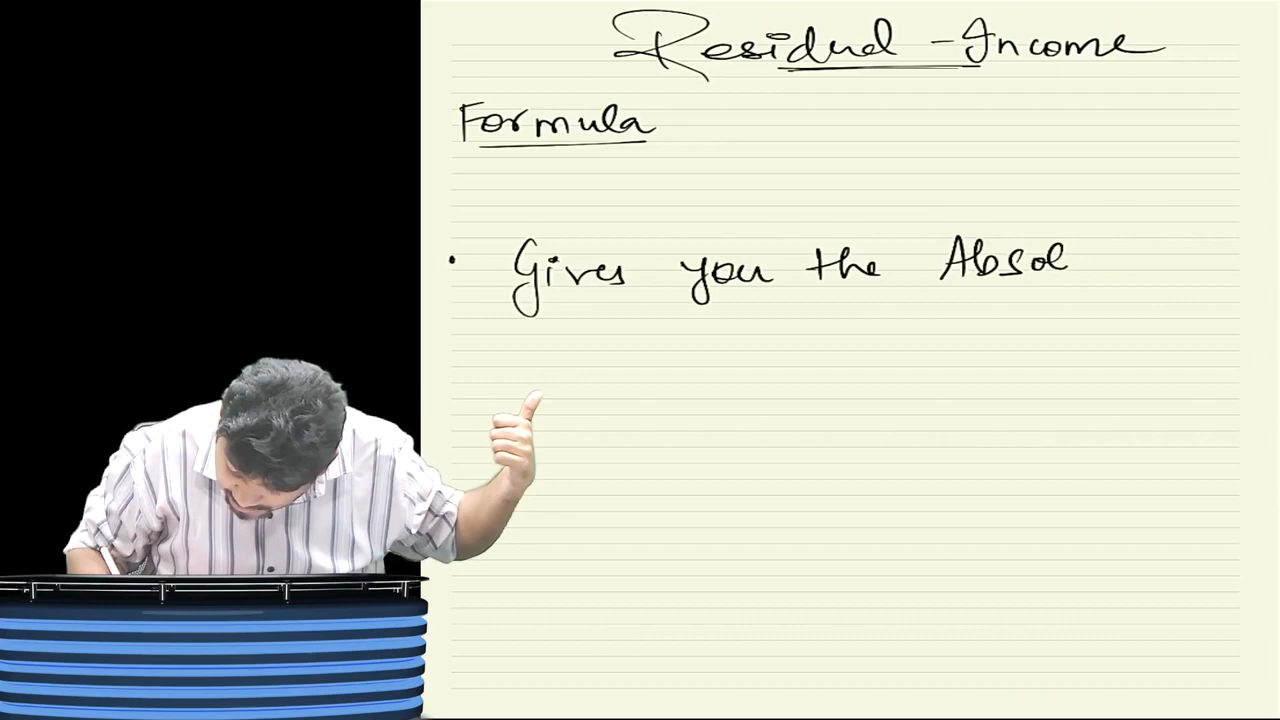 Residual - Income
Formula
• Gives you the Absol